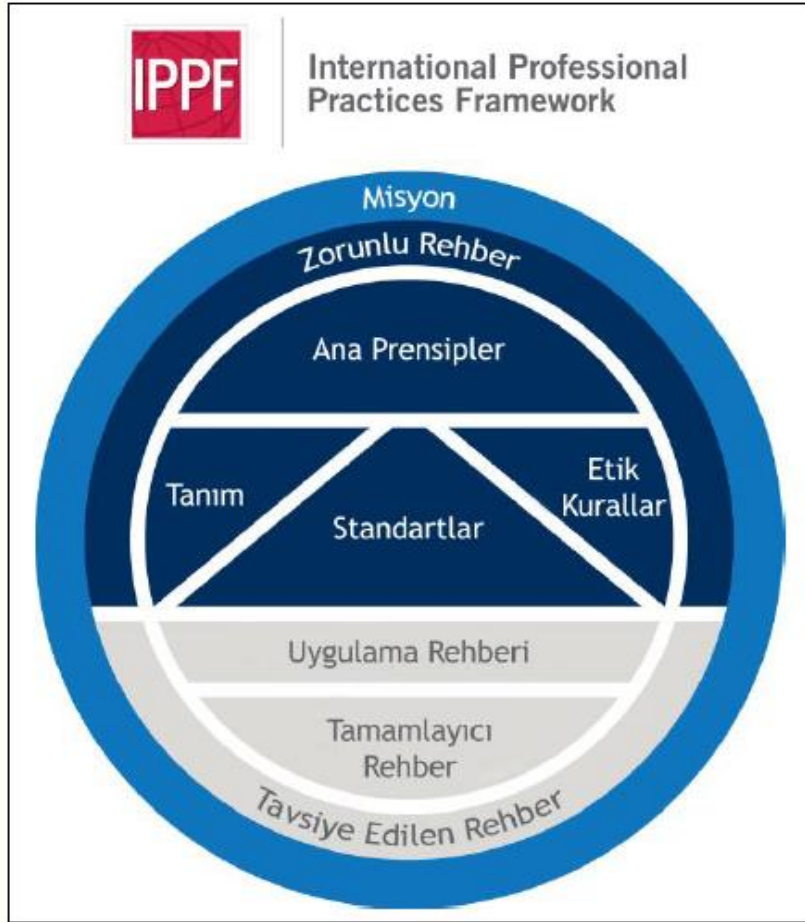 IPPF
International Professional
Practices Framework
Misyon
Zorunlu Rehber
Ana Prensipler
Tanım
Etik
Kurallar
Standartlar
Uygulama Rehberi
Tamamlayıcı
Rehber
Tavsiye Edilen Rehber